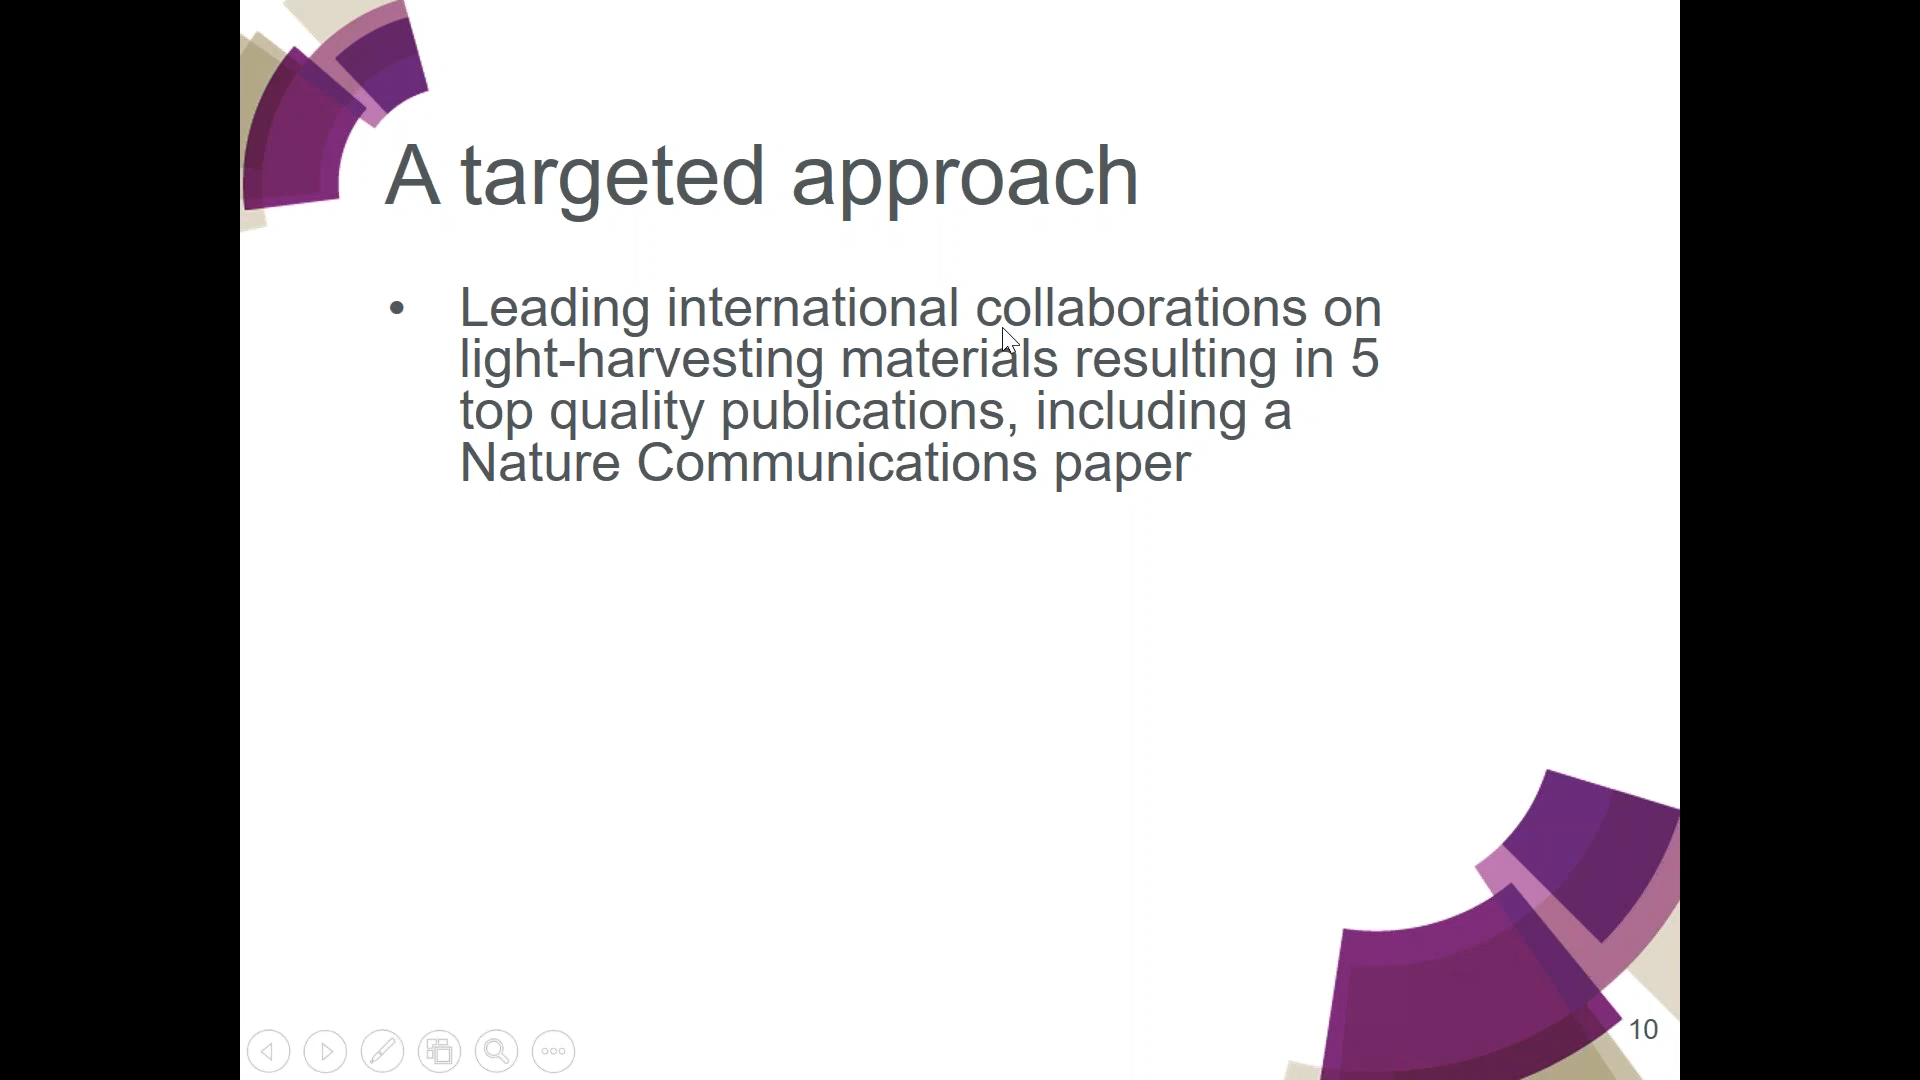 A targeted approach
• Leading international collaborations on
light-harvesting materials resulting in 5
top quality publications, including a
Nature Communications paper
10